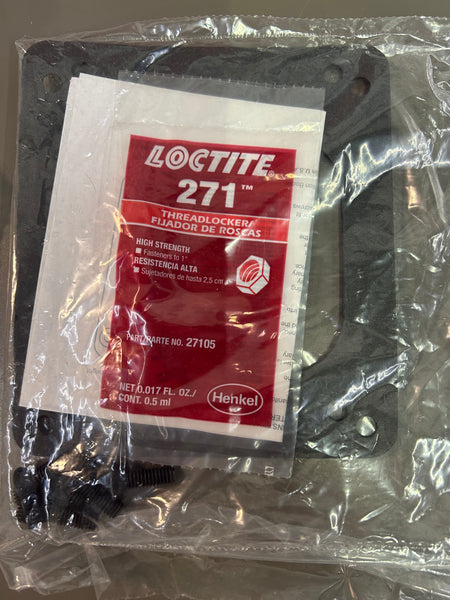 LOCTITE®
271™
THREADLOCKER/
FIJADOR DE ROSCAS
HIGH STRENGTH
Fasteners to 1"
RESISTENCIA ALTA
Sujetadores de hasta 2,5 cm
PART/PARTE NO. 27105
NET 0.017 FL. OZ./
CONT. 0.5 ml
Henkel